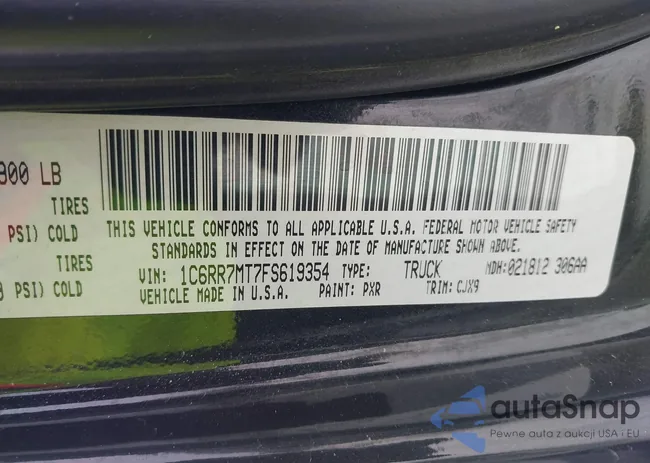 900 LB
TIRES
PSI) COLD
TIRES
PSI) COLD
THIS VEHICLE CONFORMS TO ALL APPLICABLE U.S.A. FEDERAL MOTOR VEHICLE SAFETY
STANDARDS IN EFFECT ON THE DATE OF MANUFACTURE SHOWN ABOVE.
VIN: 1C6RR7MT7FS619354 TYPE: TRUCK MDH:021812 306AA
VEHICLE MADE IN U.S.A. PAINT: PXR TRIM: CJX9
autoSnap
Pewne auta z aukcji USA - EU